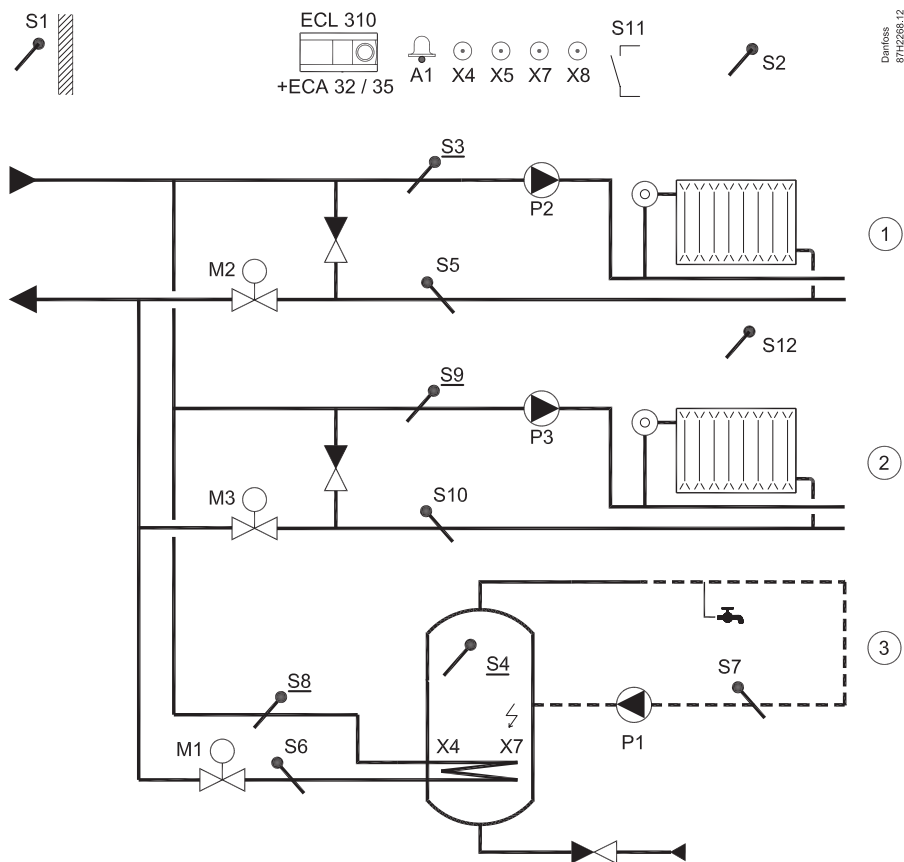 S1
ECL 310
+ECA 32 / 35
A1
X4
X5
X7
X8
S11
S2
Danfoss
87H2268.12
S3
P2
1
M2
S5
S12
S9
P3
2
M3
S10
S4
3
S8
S7
M1
S6
X4
X7
P1